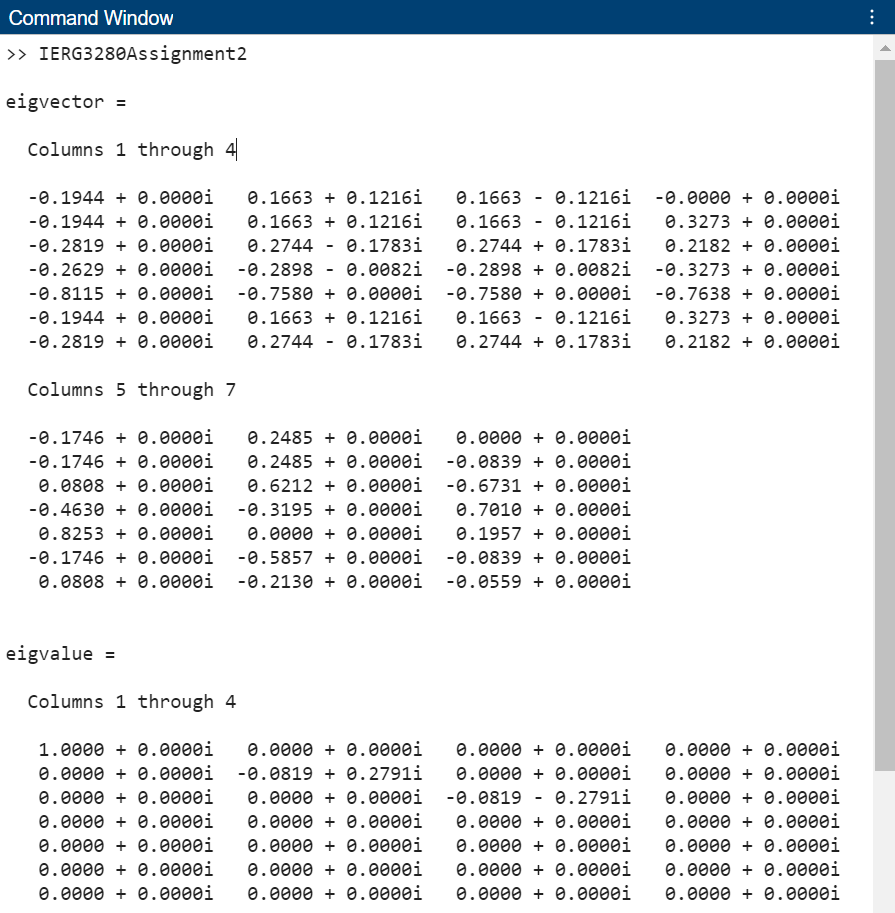 Command Window
>> IERG3280Assignment2
eigvector =
Columns 1 through 4
-0.1944 + 0.0000i 0.1663 + 0.1216i 0.1663 - 0.1216i -0.0000 + 0.0000i
-0.1944 + 0.0000i 0.1663 + 0.1216i 0.1663 - 0.1216i 0.3273 + 0.0000i
-0.2819 + 0.0000i 0.2744 - 0.1783i 0.2744 + 0.1783i 0.2182 + 0.0000i
-0.2629 + 0.0000i -0.2898 - 0.0082i -0.2898 + 0.0082i -0.3273 + 0.0000i
-0.8115 + 0.0000i -0.7580 + 0.0000i -0.7580 + 0.0000i -0.7638 + 0.0000i
-0.1944 + 0.0000i 0.1663 + 0.1216i 0.1663 - 0.1216i 0.3273 + 0.0000i
-0.2819 + 0.0000i 0.2744 - 0.1783i 0.2744 + 0.1783i 0.2182 + 0.0000i
Columns 5 through 7
-0.1746 + 0.0000i 0.2485 + 0.0000i 0.0000 + 0.0000i
-0.1746 + 0.0000i 0.2485 + 0.0000i -0.0839 + 0.0000i
0.0808 + 0.0000i 0.6212 + 0.0000i -0.6731 + 0.0000i
-0.4630 + 0.0000i -0.3195 + 0.0000i 0.7010 + 0.0000i
0.8253 + 0.0000i 0.0000 + 0.0000i 0.1957 + 0.0000i
-0.1746 + 0.0000i -0.5857 + 0.0000i -0.0839 + 0.0000i
0.0808 + 0.0000i -0.2130 + 0.0000i -0.0559 + 0.0000i
eigvalue =
Columns 1 through 4
1.0000 + 0.0000i 0.0000 + 0.0000i 0.0000 + 0.0000i 0.0000 + 0.0000i
0.0000 + 0.0000i -0.0819 + 0.2791i 0.0000 + 0.0000i 0.0000 + 0.0000i
0.0000 + 0.0000i 0.0000 + 0.0000i -0.0819 - 0.2791i 0.0000 + 0.0000i
0.0000 + 0.0000i 0.0000 + 0.0000i 0.0000 + 0.0000i 0.0000 + 0.0000i
0.0000 + 0.0000i 0.0000 + 0.0000i 0.0000 + 0.0000i 0.0000 + 0.0000i
0.0000 + 0.0000i 0.0000 + 0.0000i 0.0000 + 0.0000i 0.0000 + 0.0000i
0.0000 + 0.0000i 0.0000 + 0.0000i 0.0000 + 0.0000i 0.0000 + 0.0000i